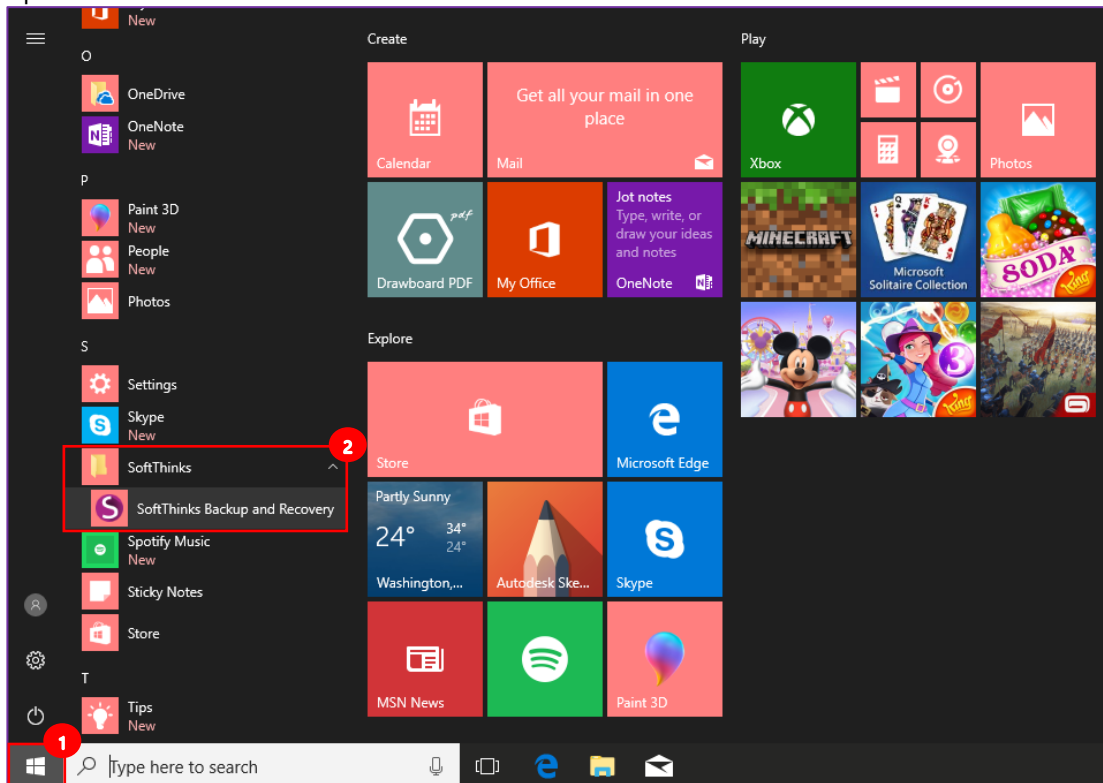 New
O
OneDrive
OneNote
New
P
Paint 3D
New
People
New
Photos
S
Settings
Skype
New
2
SoftThinks
SoftThinks Backup and Recovery
Spotify Music
New
Sticky Notes
Store
T
Tips
New
1
Type here to search
Create
Calendar
Get all your mail in one
place
Mail
Drawboard PDF
pdf
My Office
Jot notes
Type, write, or
draw your ideas
and notes
OneNote
Explore
Store
Microsoft Edge
Partly Sunny
24° 34°
24°
Washington,...
Autodesk Ske...
Skype
MSN News
Paint 3D
Play
Xbox
Photos
MINECRAFT
Microsoft
Solitaire Collection
SODA
King
3
King